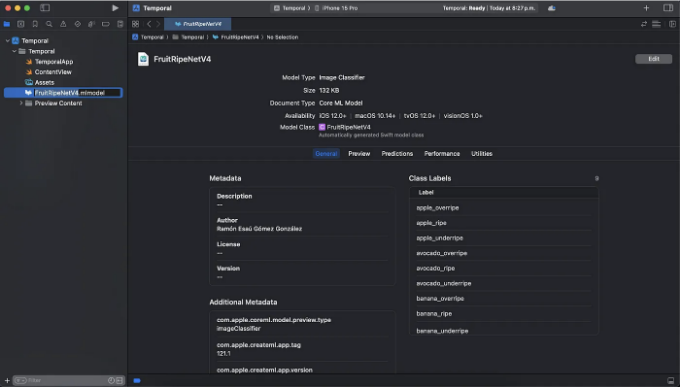 Temporal
Temporal
iPhone 15 Pro
Temporal: Ready
Today at 8:27 p.m.
FruitRipeNetV4
Temporal
Temporal
TemporalApp
ContentView
Assets
FruitRipeNetV4.mlmodel
Preview Content
Filter
Temporal
Temporal
FruitRipeNetV4
No Selection
FruitRipeNetV4
Edit
Model Type Image Classifier
Size 132 KB
Document Type Core ML Model
Availability iOS 12.0+ | macOS 10.14+ | tvOS 12.0+ | visionOS 1.0+
Model Class C FruitRipeNetV4
Automatically generated Swift model class
General Preview Predictions Performance Utilities
Metadata
Description
---
Author
Ramón Esaú Gómez González
License
---
Version
---
Additional Metadata
com.apple.coreml.model.preview.type
imageClassifier
com.apple.createml.app.tag
121.1
com.apple.createml.app.version
Class Labels
Label
apple_overripe
apple_ripe
apple_underripe
avocado_overripe
avocado_ripe
avocado_underripe
banana_overripe
banana_ripe
banana_underripe